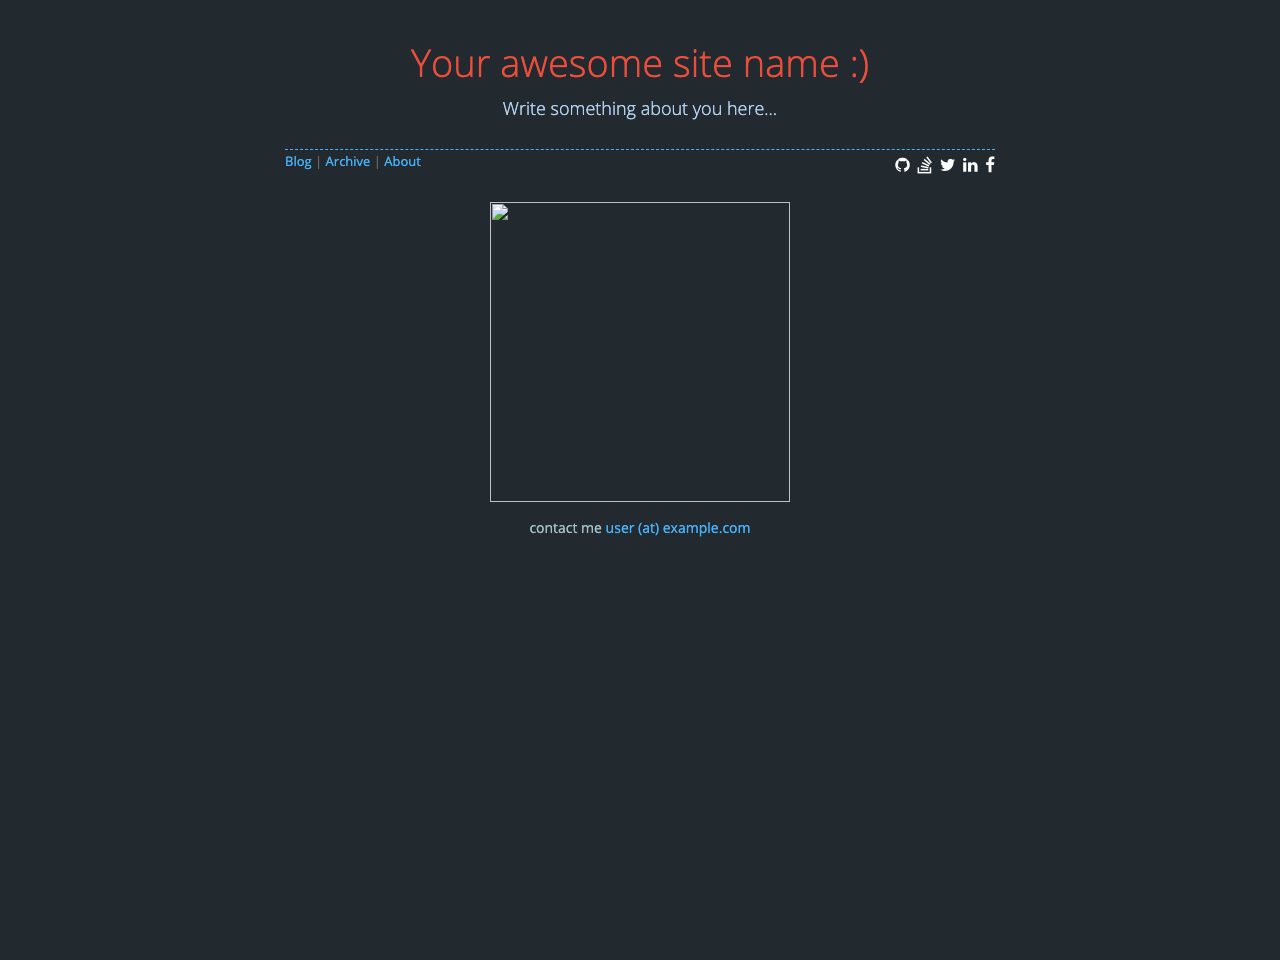 Your awesome site name :)
Write something about you here...
Blog | Archive | About
contact me user (at) example.com